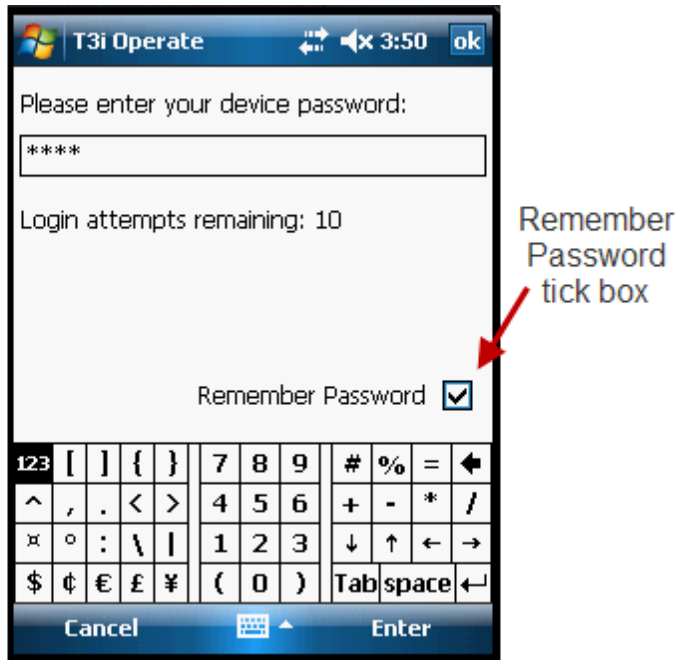 T3i Operate 3:50 ok
Please enter your device password:
****
Login attempts remaining: 10
Remember
Password
tick box
Remember Password
123 [ ] { } 7 8 9 # % = ←
^ , . < > 4 5 6 + - * /
¤ ° : \ | 1 2 3 ↓ ↑ ← →
$ ¢ € £ ¥ ( 0 ) Tab space ↵
Cancel Enter